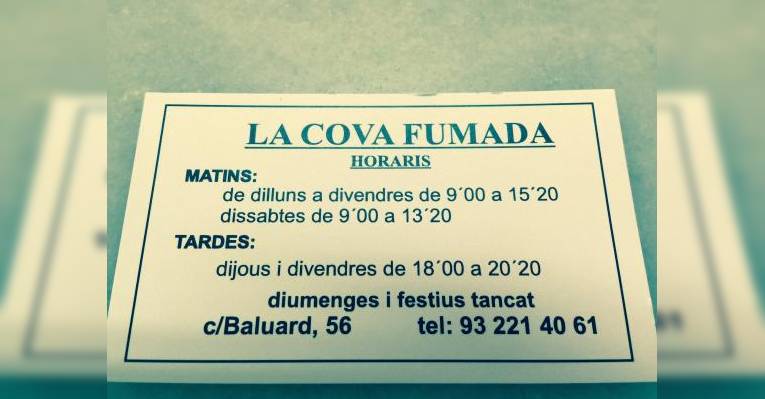 LA COVA FUMADA
HORARIS
MATINS:
de dilluns a divendres de 9´00 a 15´20
dissabtes de 9´00 a 13´20
TARDES:
dijous i divendres de 18´00 a 20´20
diumenges i festius tancat
c/Baluard, 56 tel: 93 221 40 61